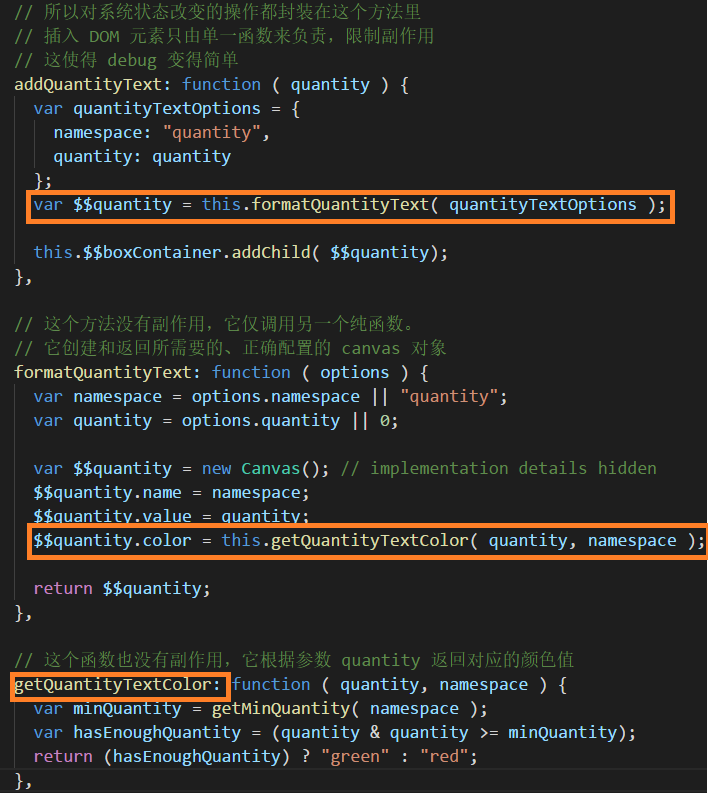 // 所以对系统状态改变的操作都封装在这个方法里
// 插入 DOM 元素只由单一函数来负责，限制副作用
// 这使得 debug 变得简单
addQuantityText: function ( quantity ) {
var quantityTextOptions = {
namespace: "quantity",
quantity: quantity
};
var $$quantity = this.formatQuantityText( quantityTextOptions );
this.$$boxContainer.addChild( $$quantity);
},
// 这个方法没有副作用，它仅调用另一个纯函数。
// 它创建和返回所需要的、正确配置的 canvas 对象
formatQuantityText: function ( options ) {
var namespace = options.namespace || "quantity";
var quantity = options.quantity || 0;
var $$quantity = new Canvas(); // implementation details hidden
$$quantity.name = namespace;
$$quantity.value = quantity;
$$quantity.color = this.getQuantityTextColor( quantity, namespace );
return $$quantity;
},
// 这个函数也没有副作用，它根据参数 quantity 返回对应的颜色值
getQuantityTextColor: function ( quantity, namespace ) {
var minQuantity = getMinQuantity( namespace );
var hasEnoughQuantity = (quantity & quantity >= minQuantity);
return (hasEnoughQuantity) ? "green" : "red";
},